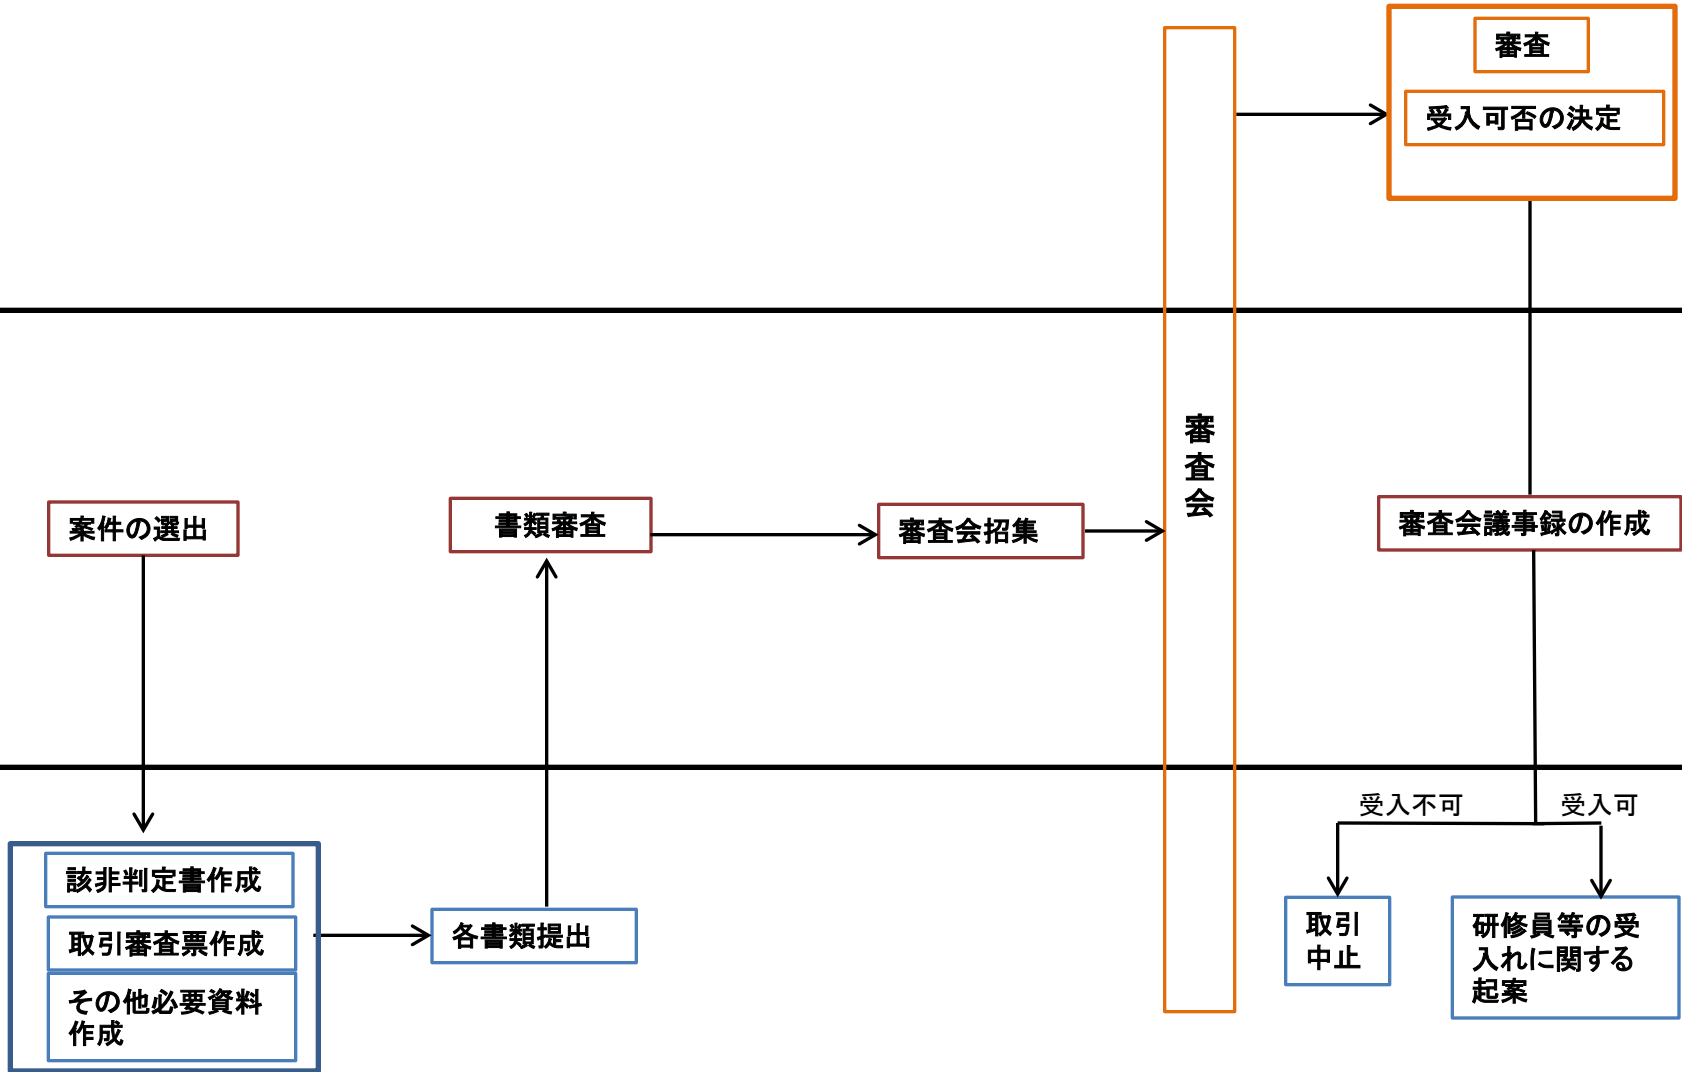 審査
受入可否の決定
審査会
案件の選出
書類審査
審査会招集
審査会議事録の作成
受入不可
受入可
該非判定書作成
取引審査票作成
その他必要資料
作成
各書類提出
取引
中止
研修員等の受
入れに関する
起案